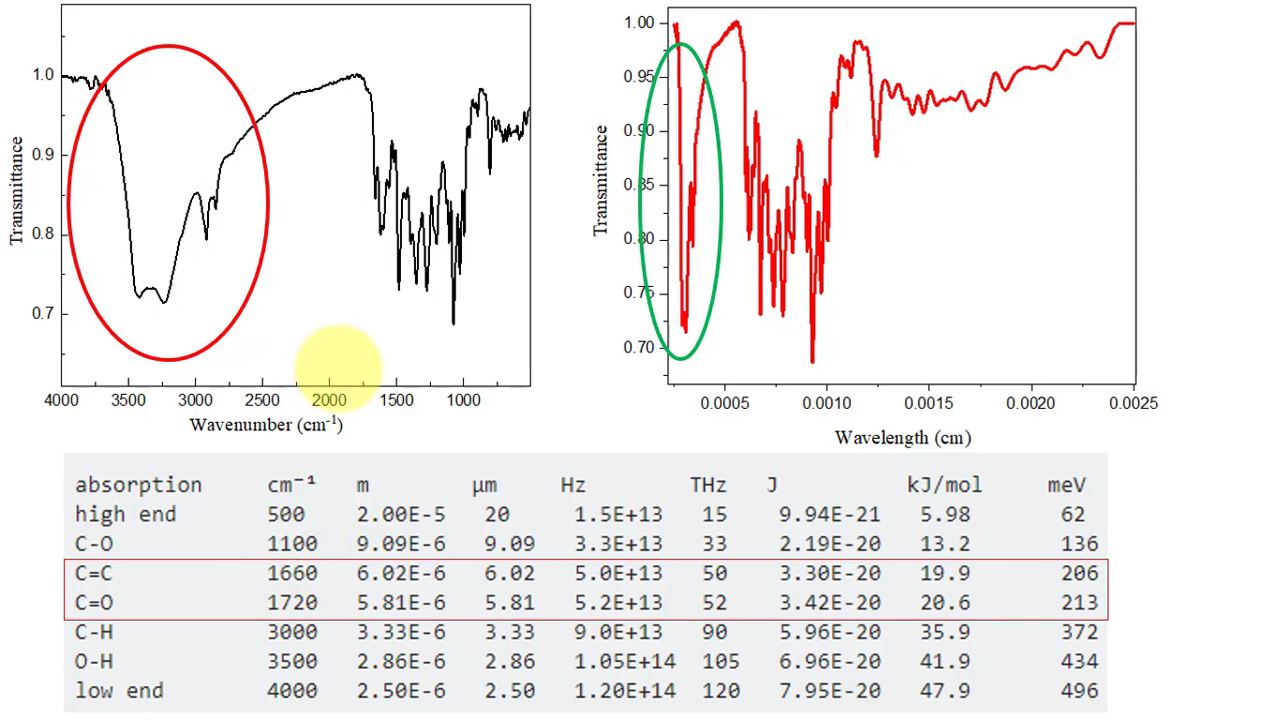 1.0
0.9
0.8
0.7
Transmittance
4000 3500 3000 2500 2000 1500 1000
Wavenumber (cm⁻¹)
1.00
0.95
0.90
0.85
0.80
0.75
0.70
Transmittance
0.0005 0.0010 0.0015 0.0020 0.0025
Wavelength (cm)
absorption cm⁻¹ m μm Hz THz J kJ/mol meV
high end 500 2.00E-5 20 1.5E+13 15 9.94E-21 5.98 62
C-O 1100 9.09E-6 9.09 3.3E+13 33 2.19E-20 13.2 136
C=C 1660 6.02E-6 6.02 5.0E+13 50 3.30E-20 19.9 206
C=O 1720 5.81E-6 5.81 5.2E+13 52 3.42E-20 20.6 213
C-H 3000 3.33E-6 3.33 9.0E+13 90 5.96E-20 35.9 372
O-H 3500 2.86E-6 2.86 1.05E+14 105 6.96E-20 41.9 434
low end 4000 2.50E-6 2.50 1.20E+14 120 7.95E-20 47.9 496